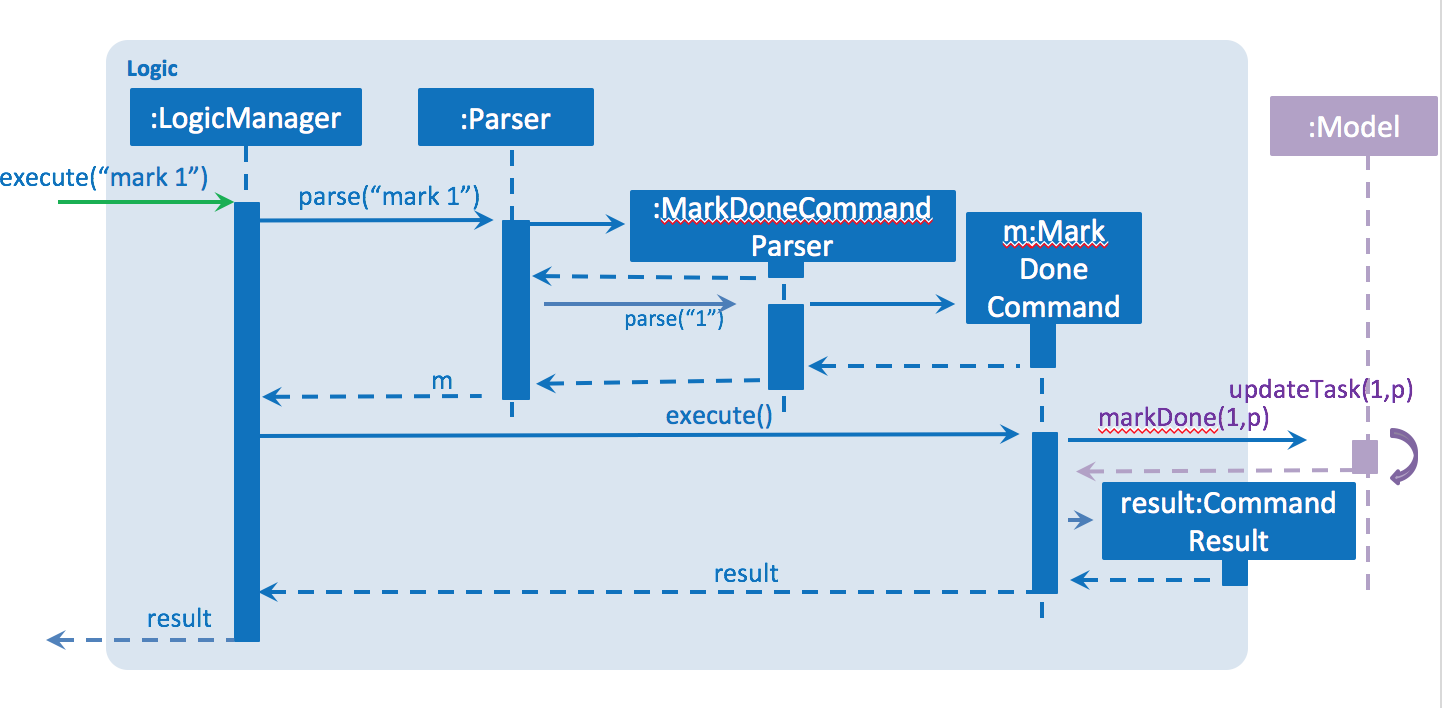 Logic
:LogicManager
:Parser
:Model
execute(“mark 1”)
parse(“mark 1”)
:MarkDoneCommand
Parser
m:Mark
Done
Command
parse(“1”)
m
updateTask(1,p)
execute()
markDone(1,p)
result:Command
Result
result
result